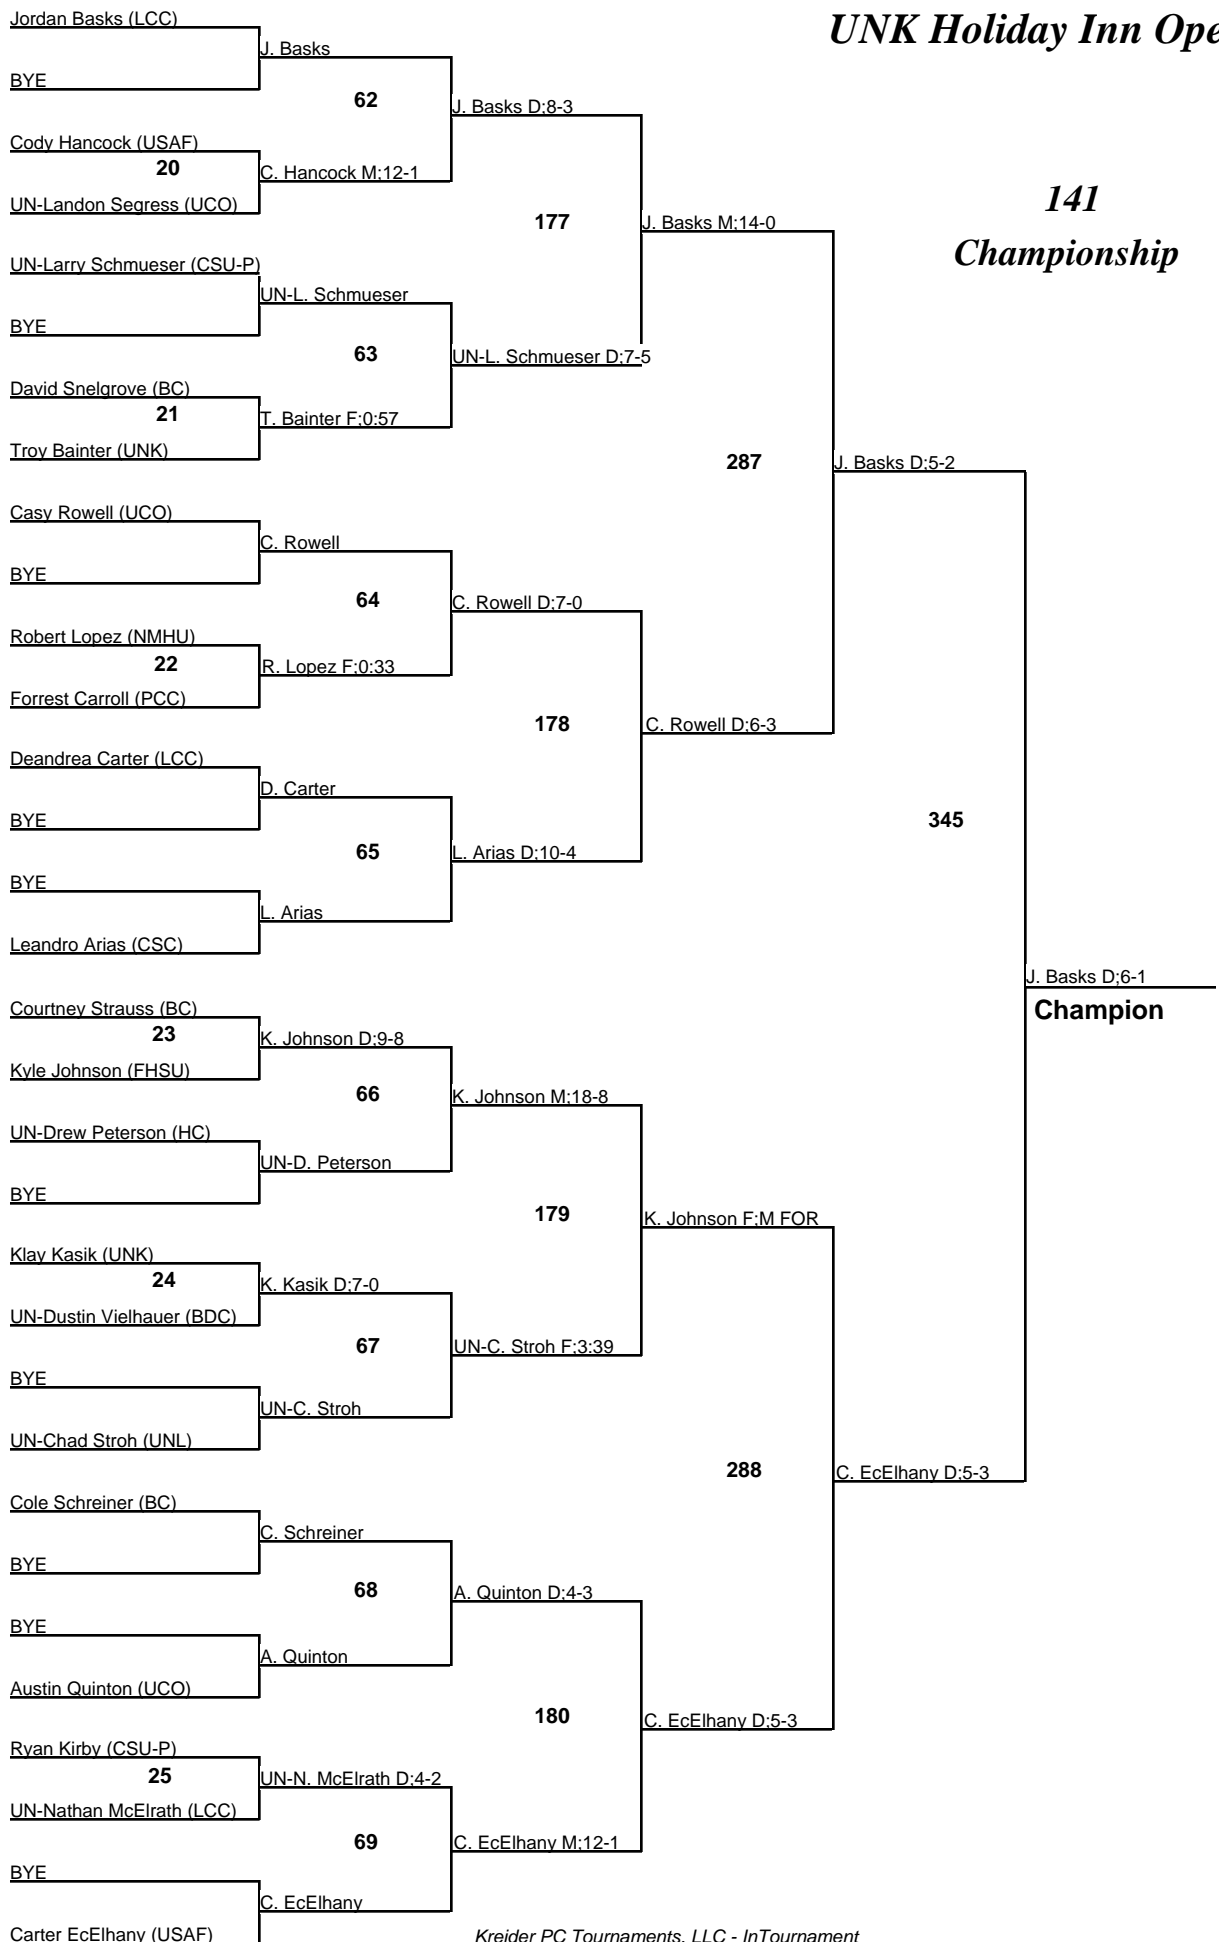 UNK Holiday Inn Ope
141
Championship
Jordan Basks (LCC)
J. Basks
BYE
62
J. Basks D;8-3
Cody Hancock (USAF)
20
C. Hancock M;12-1
UN-Landon Segress (UCO)
177
J. Basks M;14-0
UN-Larry Schmueser (CSU-P)
UN-L. Schmueser
BYE
63
UN-L. Schmueser D;7-5
David Snelgrove (BC)
21
T. Bainter F;0:57
Troy Bainter (UNK)
287
J. Basks D;5-2
Casy Rowell (UCO)
C. Rowell
BYE
64
C. Rowell D;7-0
Robert Lopez (NMHU)
22
R. Lopez F;0:33
Forrest Carroll (PCC)
178
C. Rowell D;6-3
Deandrea Carter (LCC)
D. Carter
BYE
345
65
L. Arias D;10-4
BYE
L. Arias
Leandro Arias (CSC)
J. Basks D;6-1
Champion
Courtney Strauss (BC)
23
K. Johnson D;9-8
Kyle Johnson (FHSU)
66
K. Johnson M;18-8
UN-Drew Peterson (HC)
UN-D. Peterson
BYE
179
K. Johnson F;M FOR
Klay Kasik (UNK)
24
K. Kasik D;7-0
UN-Dustin Vielhauer (BDC)
67
UN-C. Stroh F;3:39
BYE
UN-C. Stroh
UN-Chad Stroh (UNL)
288
C. EcElhany D;5-3
Cole Schreiner (BC)
C. Schreiner
BYE
68
A. Quinton D;4-3
BYE
A. Quinton
Austin Quinton (UCO)
180
C. EcElhany D;5-3
Ryan Kirby (CSU-P)
25
UN-N. McElrath D;4-2
UN-Nathan McElrath (LCC)
69
C. EcElhany M;12-1
BYE
C. EcElhany
Carter EcElhany (USAF)
Kreider PC Tournaments, LLC - InTournament